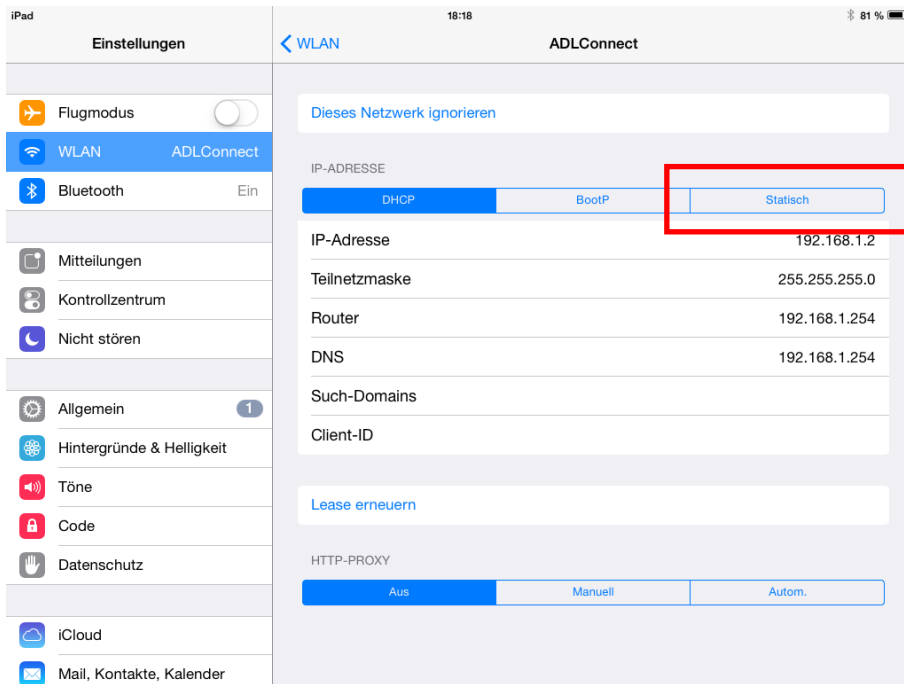 iPad 18:18 81 %
Einstellungen
WLAN ADLConnect
Flugmodus
WLAN ADLConnect
Bluetooth Ein
Mitteilungen
Kontrollzentrum
Nicht stören
Allgemein 1
Hintergründe & Helligkeit
Töne
Code
Datenschutz
iCloud
Mail, Kontakte, Kalender
Dieses Netzwerk ignorieren
IP-ADRESSE
DHCP BootP Statisch
IP-Adresse 192.168.1.2
Teilnetzmaske 255.255.255.0
Router 192.168.1.254
DNS 192.168.1.254
Such-Domains
Client-ID
Lease erneuern
HTTP-PROXY
Aus Manuell Autom.